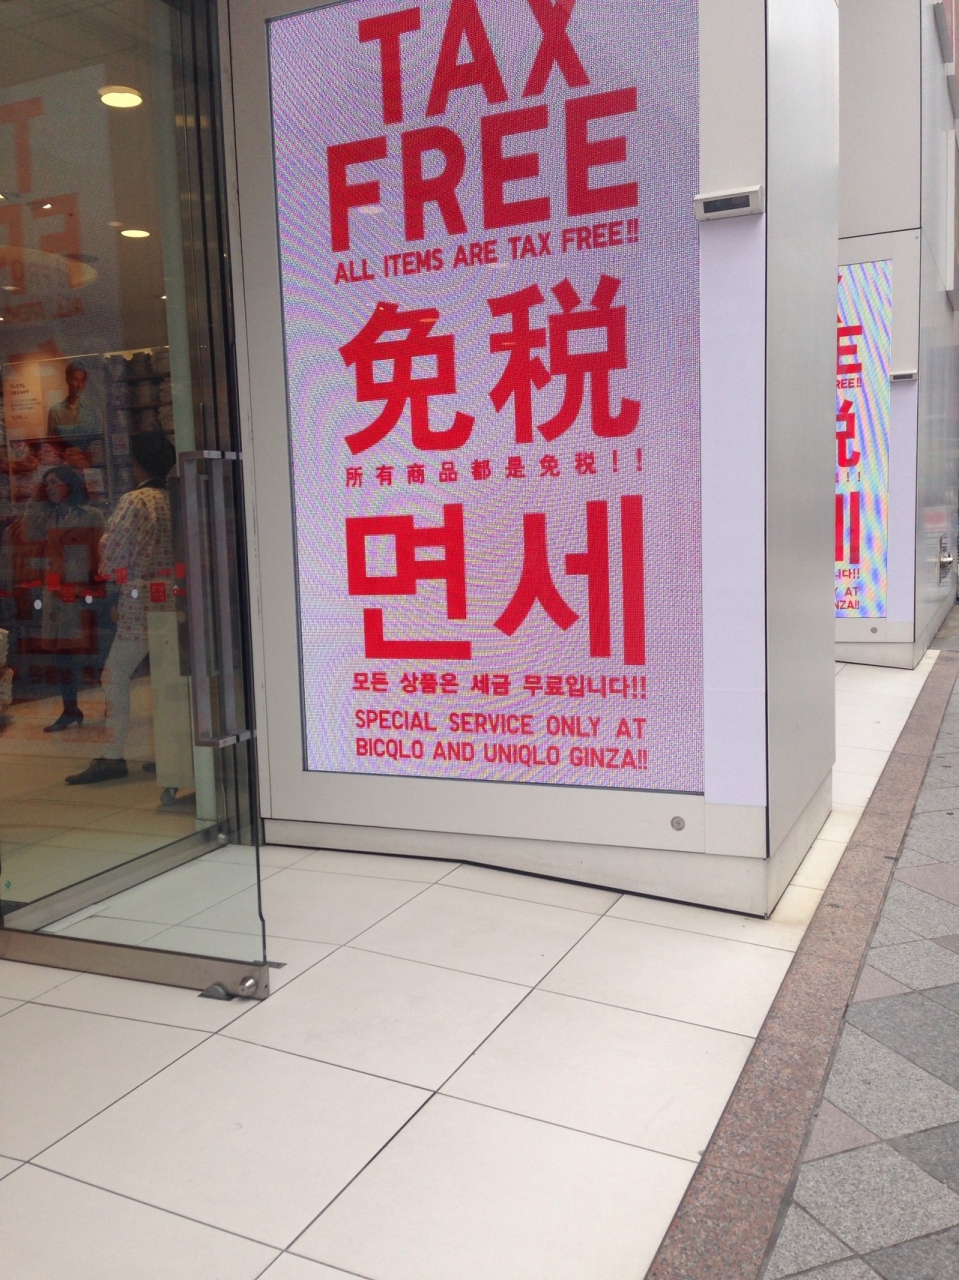 TAX
FREE
ALL ITEMS ARE TAX FREE!!
免税
所有商品都是免税!!
면세
모든 상품은 세금 무료입니다!!
SPECIAL SERVICE ONLY AT
BICQLO AND UNIQLO GINZA!!